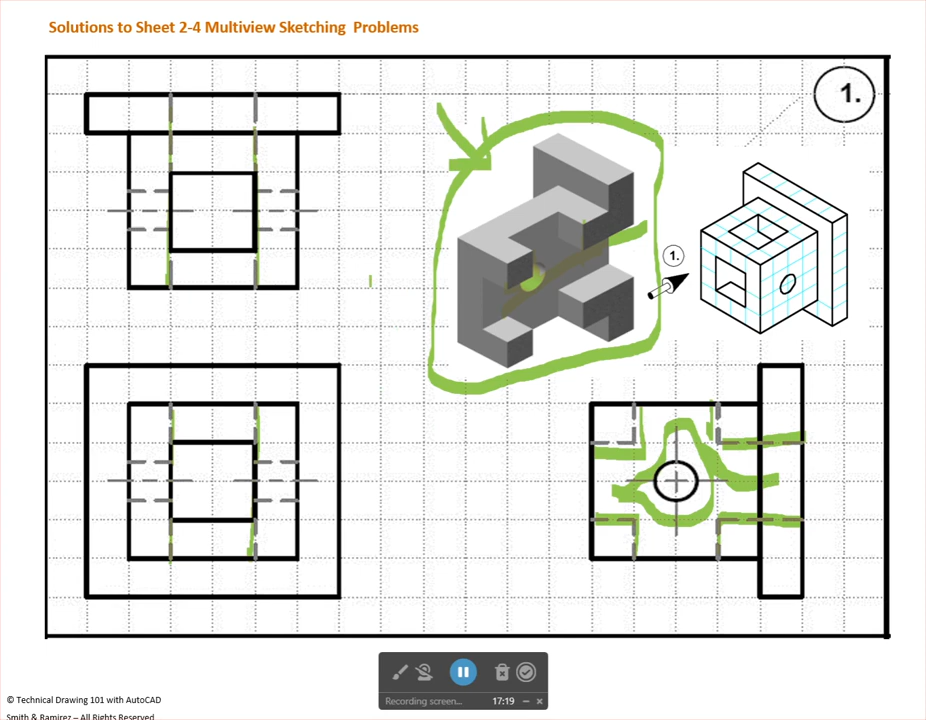 Solutions to Sheet 2-4 Multiview Sketching  Problems
1.
1.
Recording screen...
17:19
© Technical Drawing 101 with AutoCAD
Smith & Ramirez – All Rights Reserved